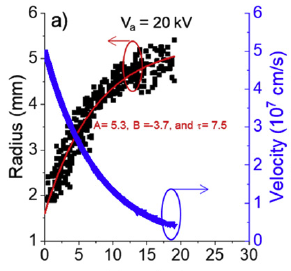 a)
Vₐ = 20 kV
Radius (mm)
6
5
4
3
2
1
A= 5.3, B =-3.7, and τ= 7.5
6
5
4
3
2
1
0
Velocity (10⁷ cm/s)
0 5 10 15 20 25 30